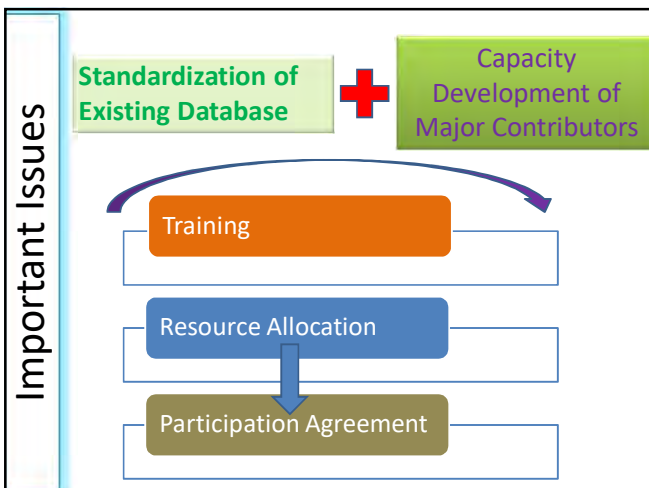 Important Issues
Standardization of
Existing Database
Capacity
Development of
Major Contributors
Training
Resource Allocation
Participation Agreement